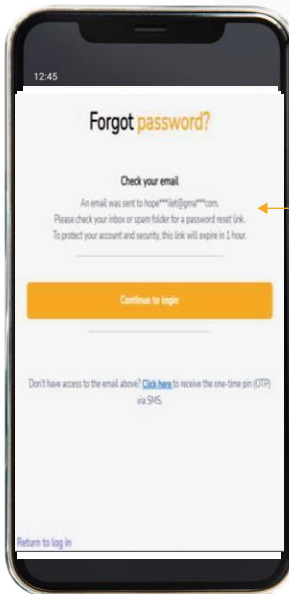 12:45
Forgot password?
Check your email
An email was sent to hope***liet@gma***com.
Please check your inbox or spam folder for a password reset link.
To protect your account and security, this link will expire in 1 hour.
Continue to login
Don't have access to the email above? Click here to receive the one-time pin (OTP)
via SMS.
Return to log in